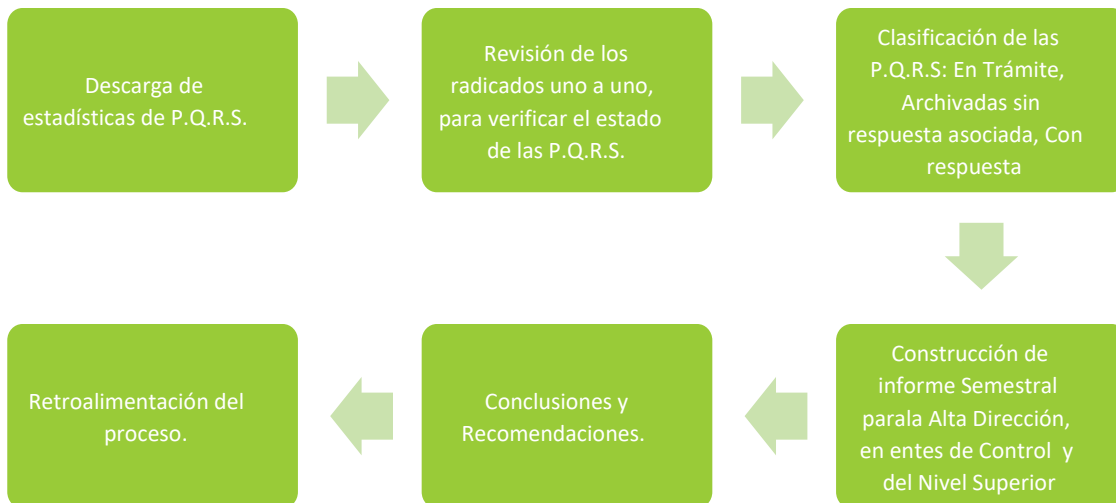 Descarga de
estadísticas de P.Q.R.S.
Revisión de los
radicados uno a uno,
para verificar el estado
de las P.Q.R.S.
Clasificación de las
P.Q.R.S: En Trámite,
Archivadas sin
respuesta asociada, Con
respuesta
Construcción de
informe Semestral
parala Alta Dirección,
en entes de Control y
del Nivel Superior
Conclusiones y
Recomendaciones.
Retroalimentación del
proceso.